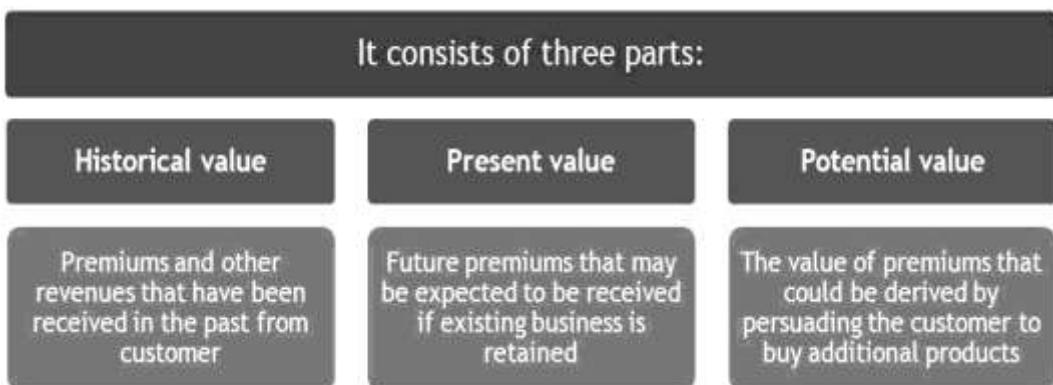 It consists of three parts:
Historical value
Present value
Potential value
Premiums and other
revenues that have been
received in the past from
customer
Future premiums that may
be expected to be received
if existing business is
retained
The value of premiums that
could be derived by
persuading the customer to
buy additional products